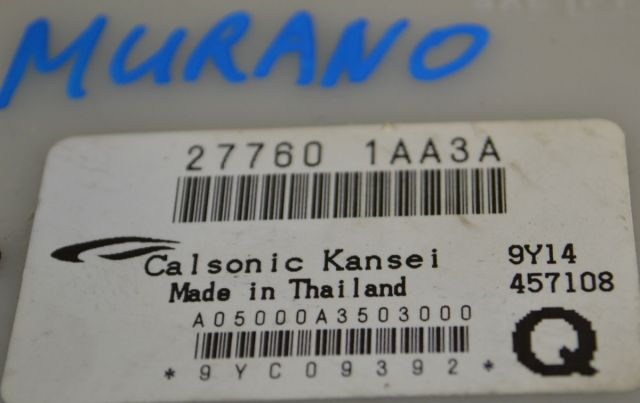 MURANO
27760 1AA3A
Calsonic Kansei 9Y14
Made in Thailand 457108
A05000A3503000
Q
*9YC09392*